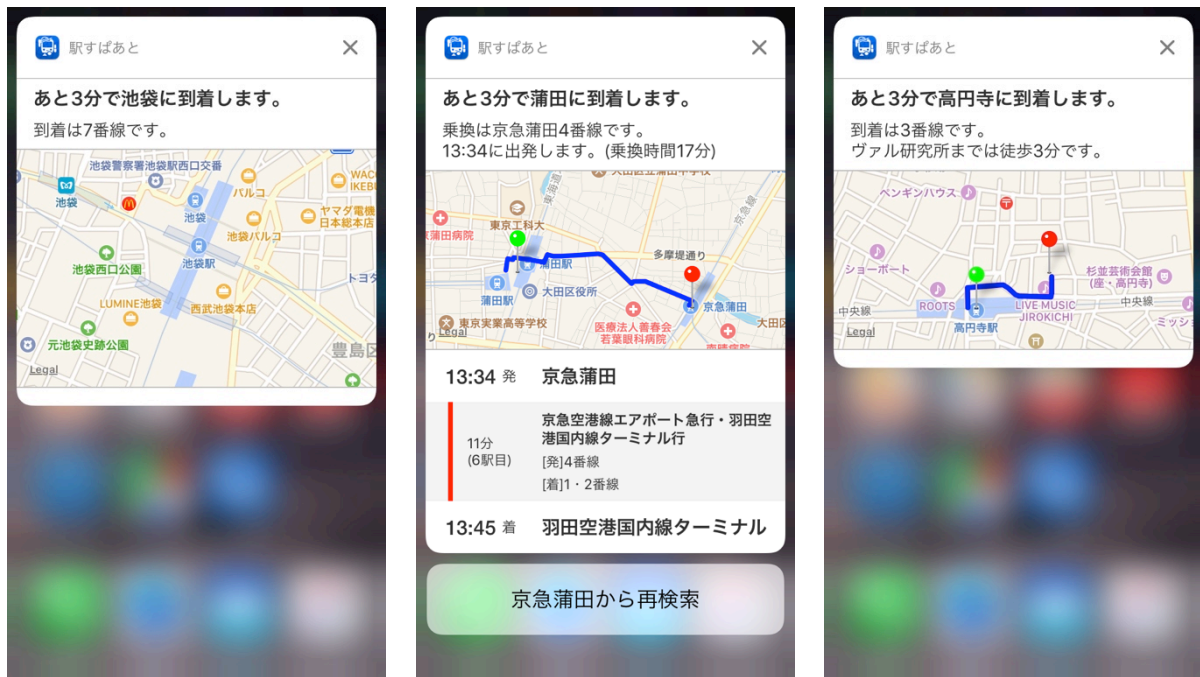 駅すぱあと
あと3分で池袋に到着します。
到着は7番線です。
池袋警察署池袋駅西口交番
池袋
パルコ
WAC
IKEB
池袋
ヤマダ電機
日本総本店
池袋パルコ
池袋西口公園
池袋駅
トヨタ
LUMINE池袋
西武池袋本店
元池袋史跡公園
豊島区
Legal
駅すぱあと
あと3分で蒲田に到着します。
乗換は京急蒲田4番線です。
13:34に出発します。(乗換時間17分)
東海道
京急線
東京工科大
蒲田病院
多摩堤通り
蒲田駅
蒲田駅
大田区役所
京急蒲田
東京実業高等学校
医療法人善春会
若葉眼科病院
大田区
り
Legal
13:34 発 京急蒲田
11分
(6駅目)
京急空港線エアポート急行・羽田空
港国内線ターミナル行
[発]4番線
[着]1・2番線
13:45 着 羽田空港国内線ターミナル
京急蒲田から再検索
駅すぱあと
あと3分で高円寺に到着します。
到着は3番線です。
ヴァル研究所までは徒歩3分です。
ペンギンハウス
ショーボート
杉並芸術会館
(座・高円寺)
ROOTS
LIVE MUSIC
JIROKICHI
中央線
中央線
ミッシ
高円寺駅
Legal